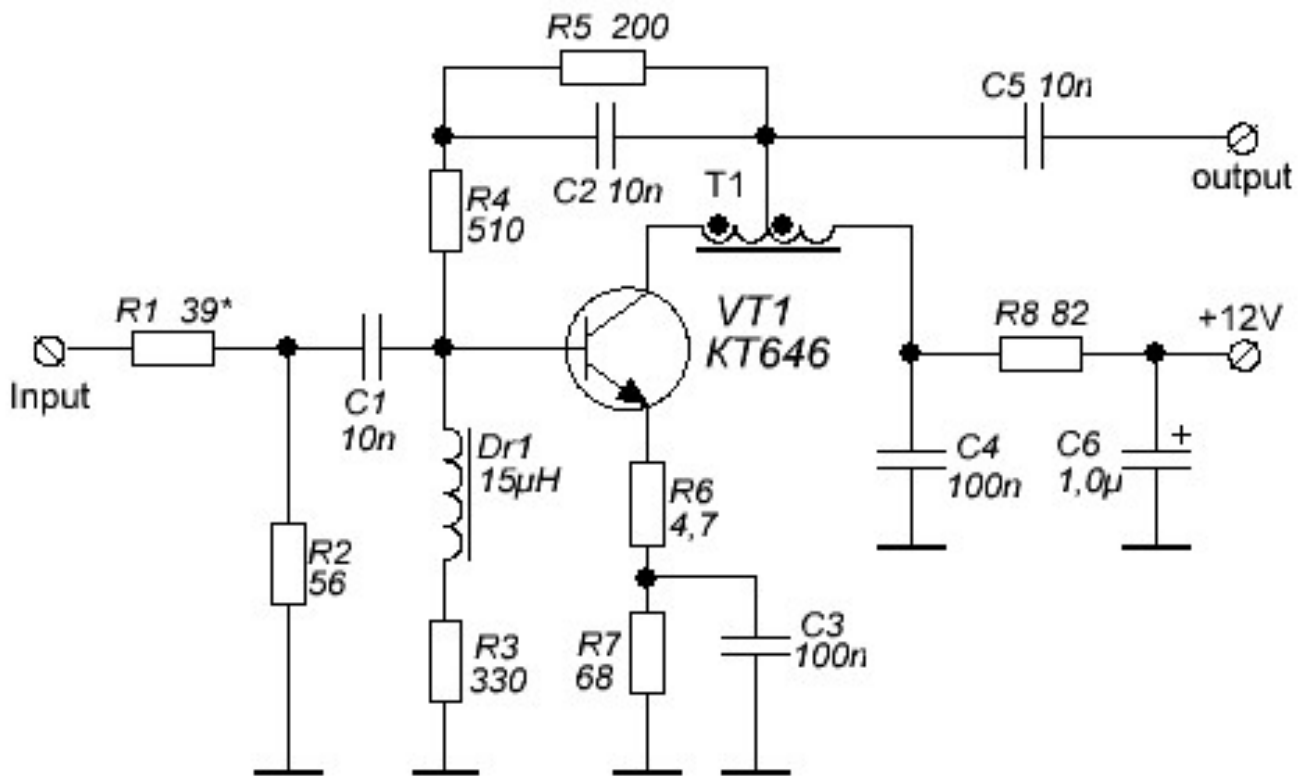 R5 200
C5 10n
C2 10n
T1
output
R4
510
R1 39*
VT1
KT646
R8 82
+12V
Input
C1
10n
Dr1
15µH
R6
4,7
C4
100n
C6
1,0µ
+
R2
56
R3
330
R7
68
C3
100n